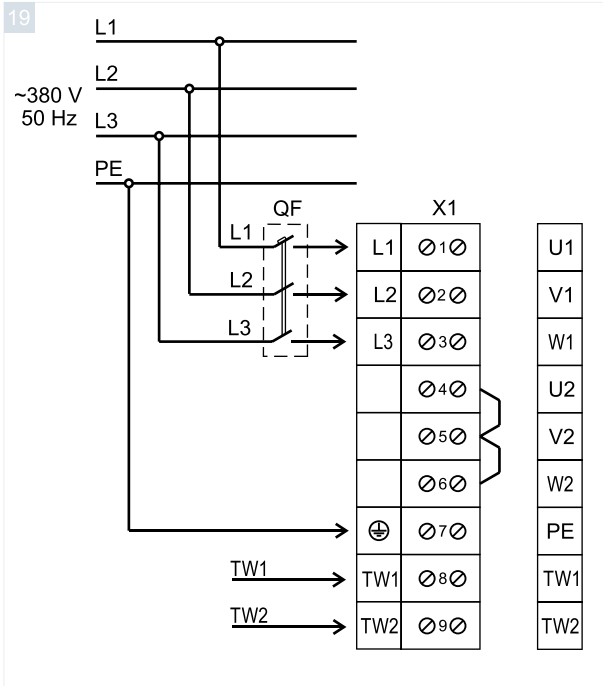 19
L1
L2
~380 V
50 Hz
L3
PE
QF
X1
L1 L1 1 U1
L2 L2 2 V1
L3 L3 3 W1
4 U2
5 V2
6 W2
7 PE
TW1 TW1 8 TW1
TW2 TW2 9 TW2